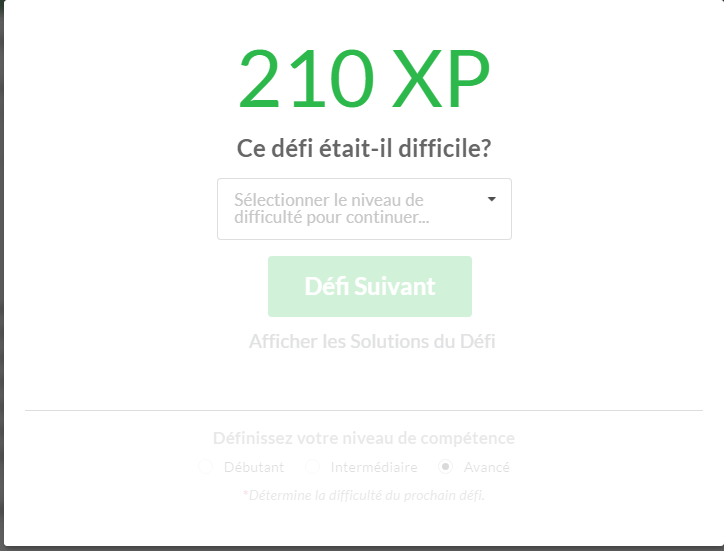 210 XP
Ce défi était-il difficile?
Sélectionner le niveau de
difficulté pour continuer...
Défi Suivant
Afficher les Solutions du Défi
Définissez votre niveau de compétence
Débutant Intermédiaire Avancé
*Détermine la difficulté du prochain défi.